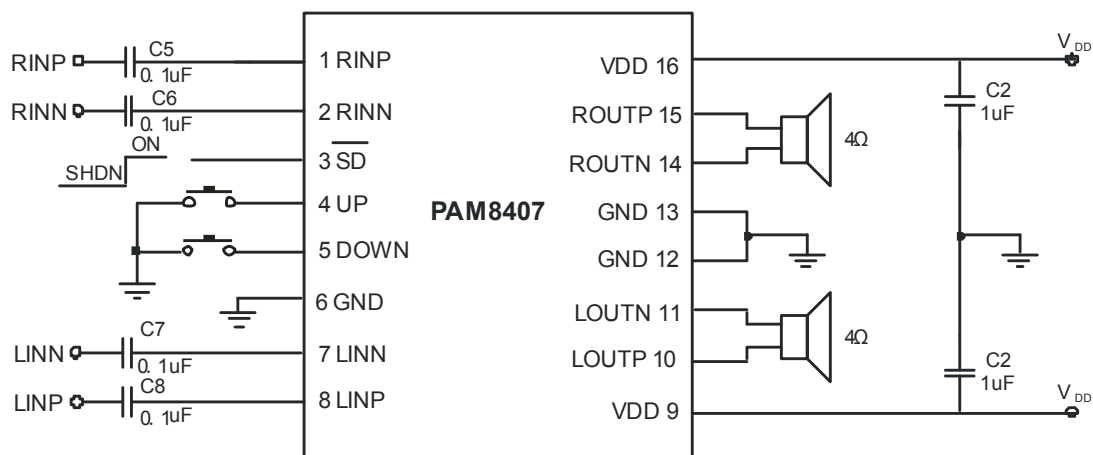 RINP
C5
0.1uF
1 RINP
RINN
C6
0.1uF
2 RINN
SHDN
ON
3 SD
4 UP
5 DOWN
6 GND
LINN
C7
0.1uF
7 LINN
LINP
C8
0.1uF
8 LINP
PAM8407
VDD 16
ROUTP 15
ROUTN 14
GND 13
GND 12
LOUTN 11
LOUTP 10
VDD 9
4Ω
4Ω
VDD
C2
1uF
C2
1uF
VDD